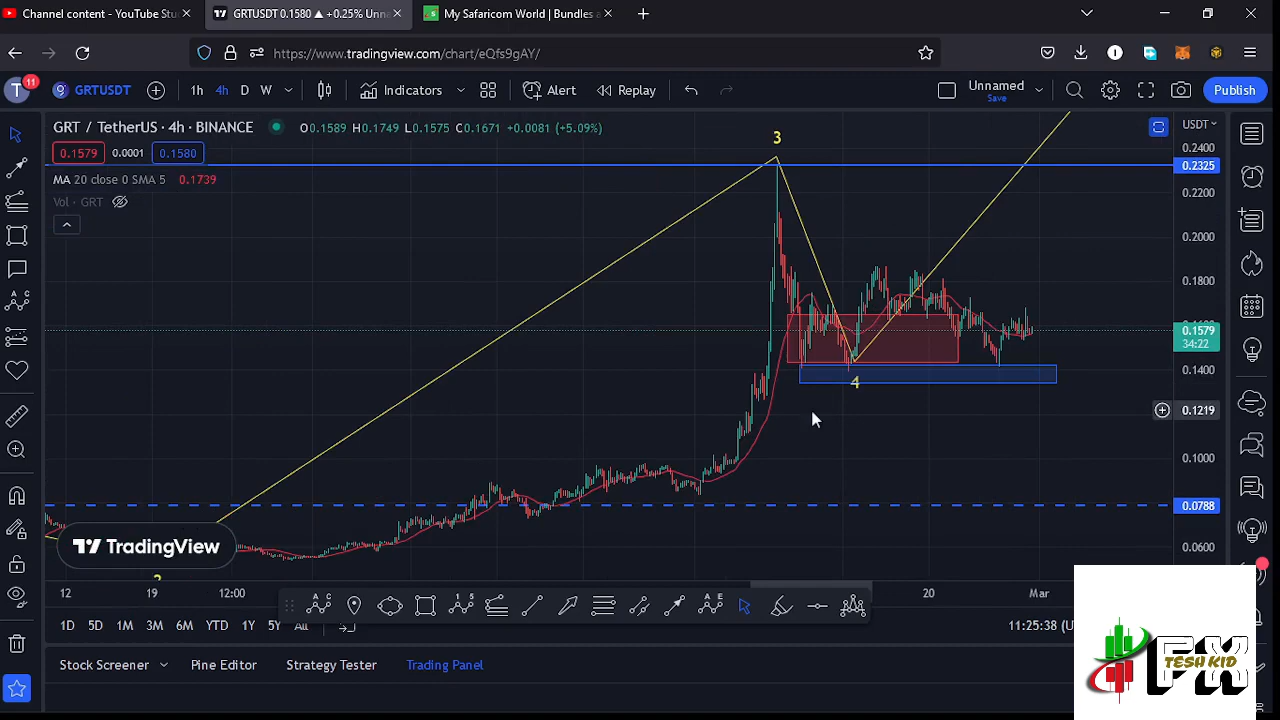 Channel content - YouTube Stu
GRTUSDT 0.1580 ▲ +0.25% Unna
My Safaricom World | Bundles a
https://www.tradingview.com/chart/eQfs9gAY/
T 11 GRTUSDT 1h 4h D W Indicators Alert Replay Unnamed Save Publish
GRT / TetherUS · 4h · BINANCE O0.1589 H0.1749 L0.1575 C0.1671 +0.0081 (+5.09%)
USDT
0.1579 0.0001 0.1580
MA 20 close 0 SMA 5 0.1739
Vol · GRT
3
4
2
0.2400
0.2325
0.2200
0.2000
0.1800
0.1579
34:22
0.1400
0.1219
0.1000
0.0788
0.0600
TradingView
12 19 12:00 20 Mar
1D 5D 1M 3M 6M YTD 1Y 5Y All 11:25:38 (U
Stock Screener Pine Editor Strategy Tester Trading Panel
FX
TESH KID